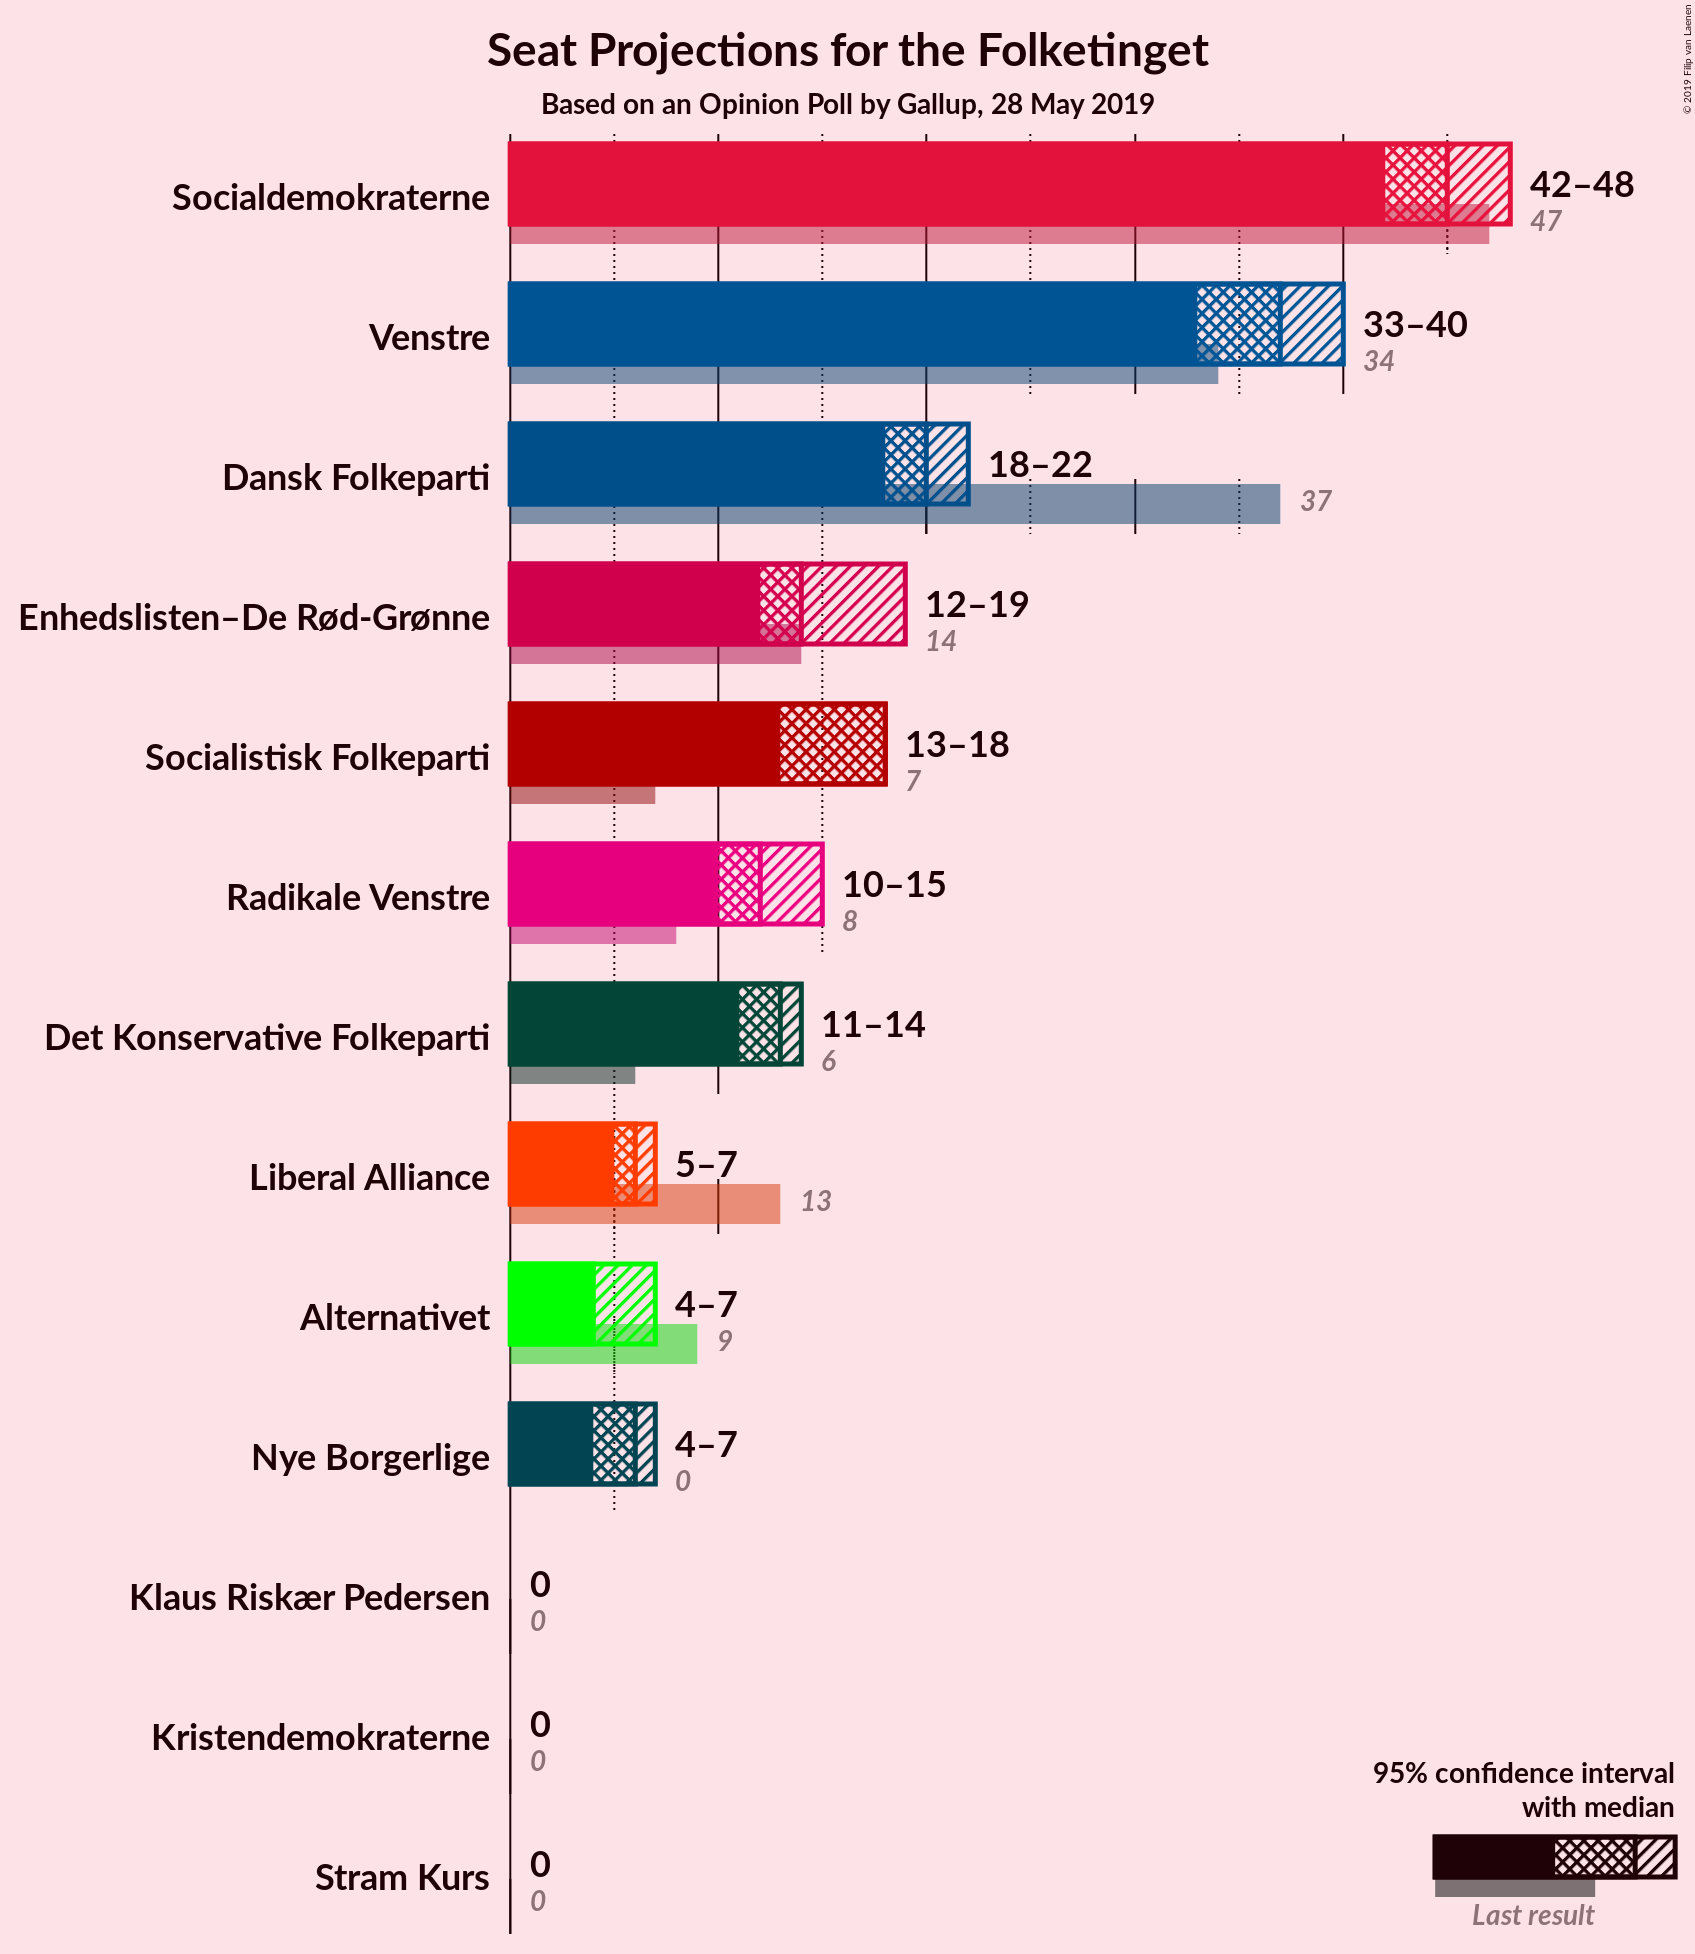 Seat Projections for the Folketinget
Based on an Opinion Poll by Gallup, 28 May 2019
© 2019 Filip van Laenen
Socialdemokraterne
42–48
47
Venstre
33–40
34
Dansk Folkeparti
18–22
37
Enhedslisten–De Rød-Grønne
12–19
14
Socialistisk Folkeparti
13–18
7
Radikale Venstre
10–15
8
Det Konservative Folkeparti
11–14
6
Liberal Alliance
5–7
13
Alternativet
4–7
9
Nye Borgerlige
4–7
0
Klaus Riskær Pedersen
0
0
Kristendemokraterne
0
0
Stram Kurs
0
0
95% confidence interval
with median
Last result